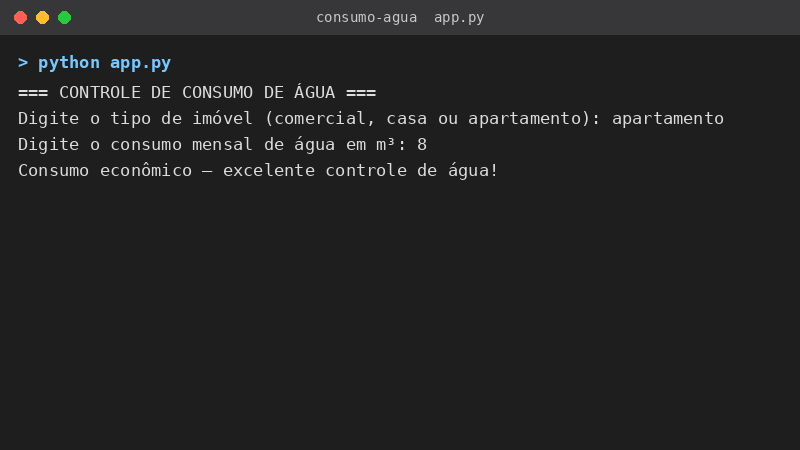 consumo-agua  app.py
> python app.py
=== CONTROLE DE CONSUMO DE ÁGUA ===
Digite o tipo de imóvel (comercial, casa ou apartamento): apartamento
Digite o consumo mensal de água em m³: 8
Consumo econômico — excelente controle de água!